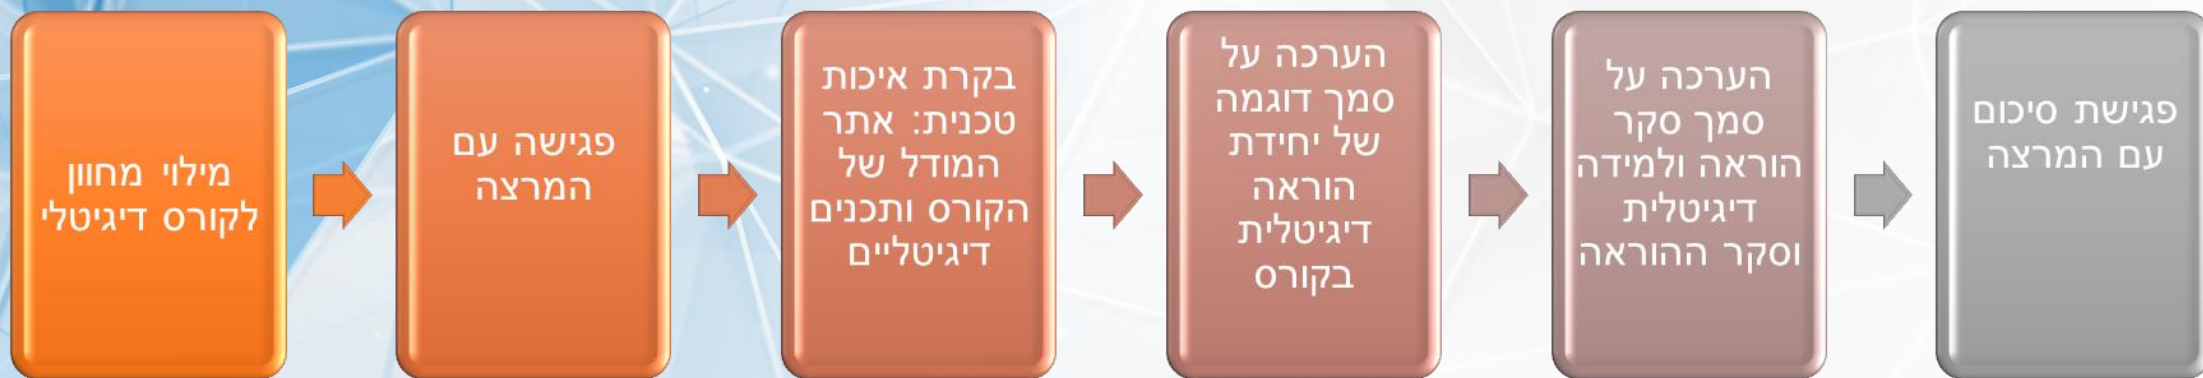 מילוי מחוון
לקורס דיגיטלי
פגישה עם
המרצה
בקרת איכות
טכנית: אתר
המודל של
הקורס ותכנים
דיגיטליים
הערכה על
סמך דוגמה
של יחידת
הוראה
דיגיטלית
בקורס
הערכה על
סמך סקר
הוראה ולמידה
דיגיטלית
וסקר ההוראה
פגישת סיכום
עם המרצה